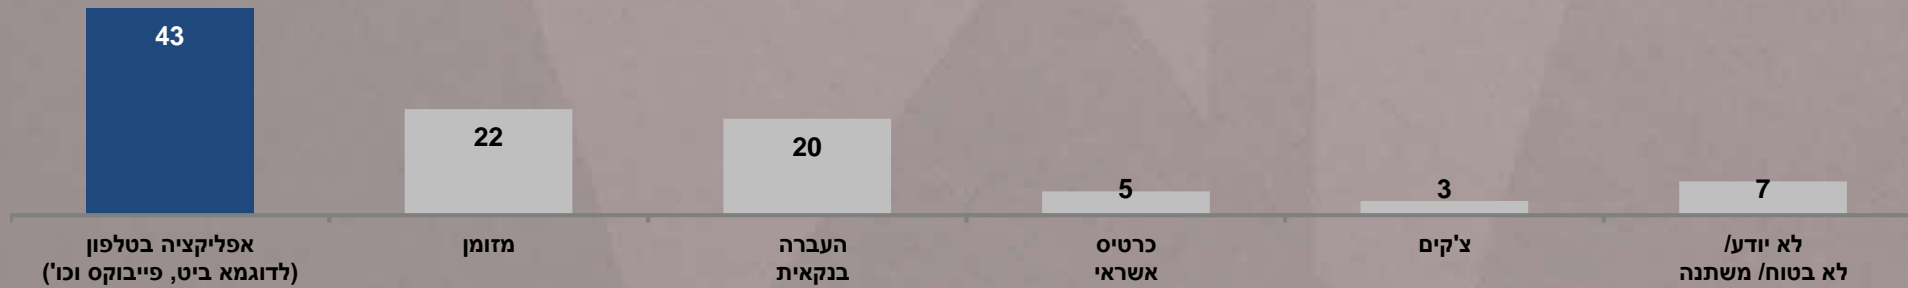 43
22
20
5
3
7
אפליקציה בטלפון
(לדוגמא ביט, פייבוקס וכו')
מזומן
העברה
בנקאית
כרטיס
אשראי
צ'קים
לא יודע/
לא בטוח/ משתנה